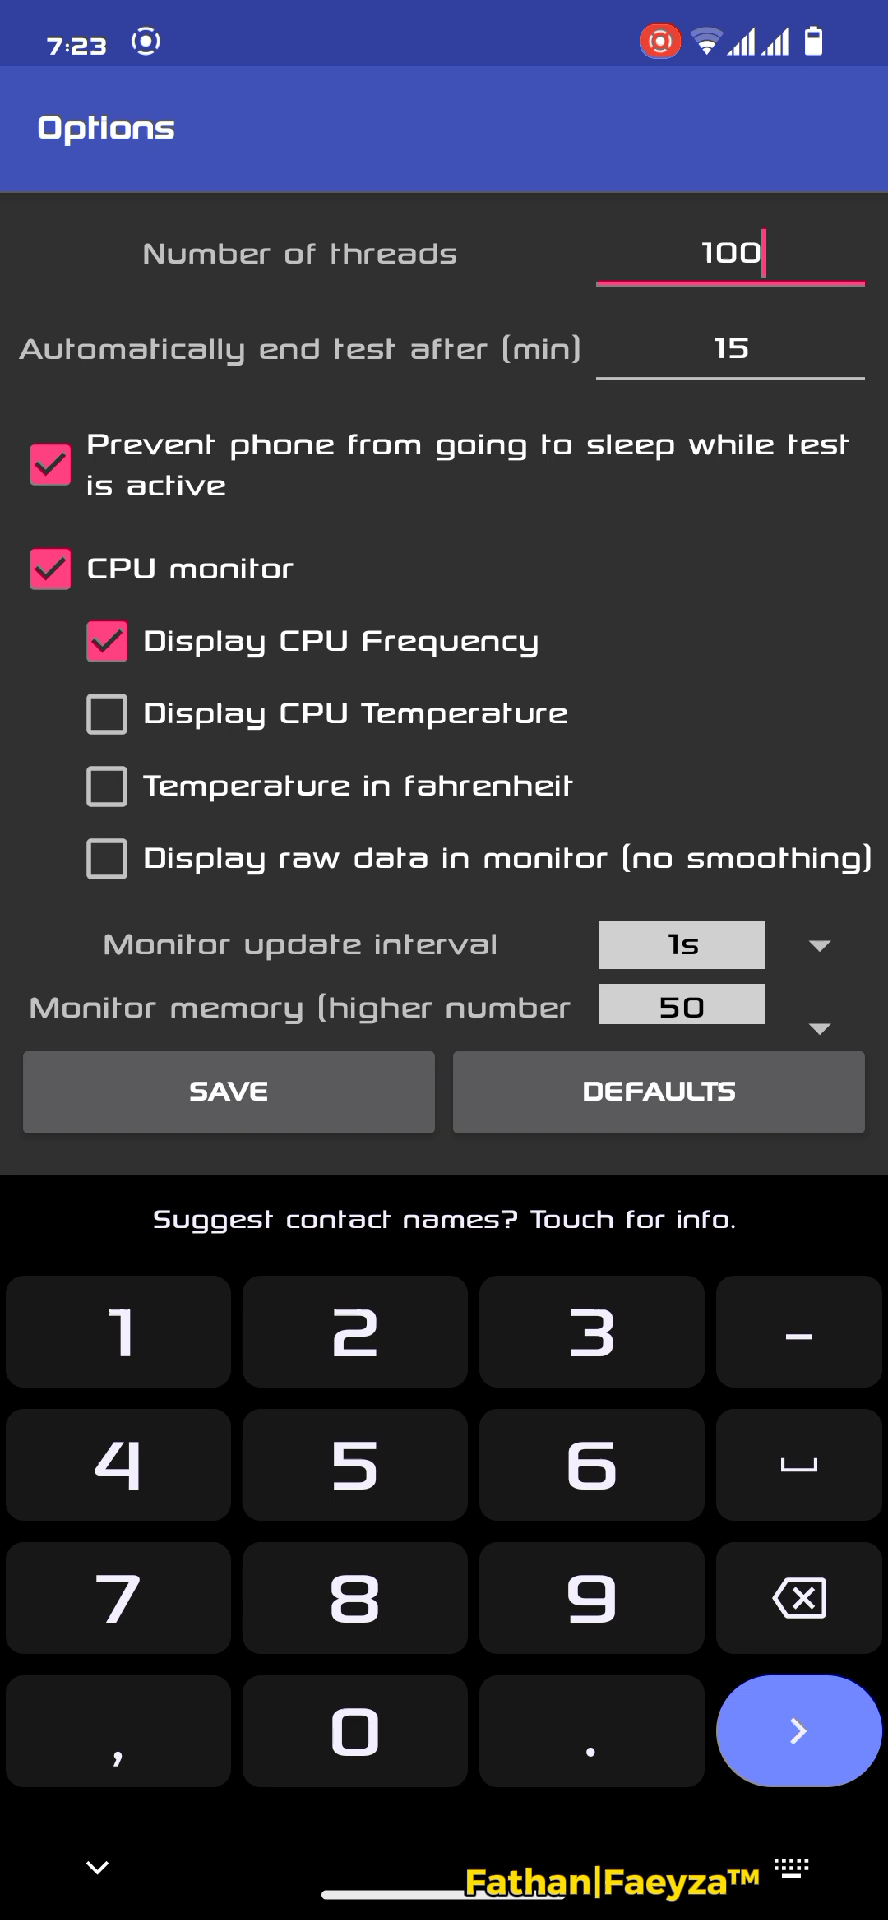 7:23
Options
Number of threads
100
Automatically end test after (min)
15
Prevent phone from going to sleep while test
is active
CPU monitor
Display CPU Frequency
Display CPU Temperature
Temperature in fahrenheit
Display raw data in monitor (no smoothing)
Monitor update interval
1s
Monitor memory (higher number
50
SAVE
DEFAULTS
Suggest contact names? Touch for info.
1 2 3 -
4 5 6
7 8 9
, 0 .
Fathan|Faeyza™